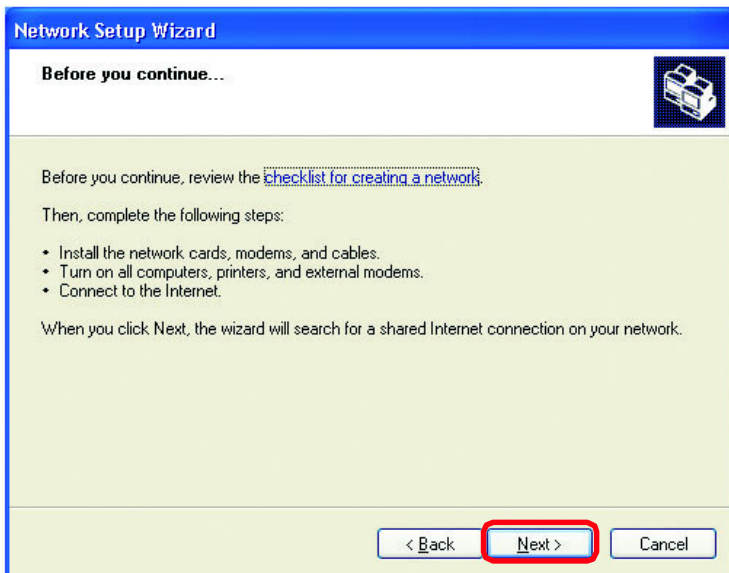 Network Setup Wizard
Before you continue...
Before you continue, review the checklist for creating a network.
Then, complete the following steps:
• Install the network cards, modems, and cables.
• Turn on all computers, printers, and external modems.
• Connect to the Internet.
When you click Next, the wizard will search for a shared Internet connection on your network.
< Back Next > Cancel